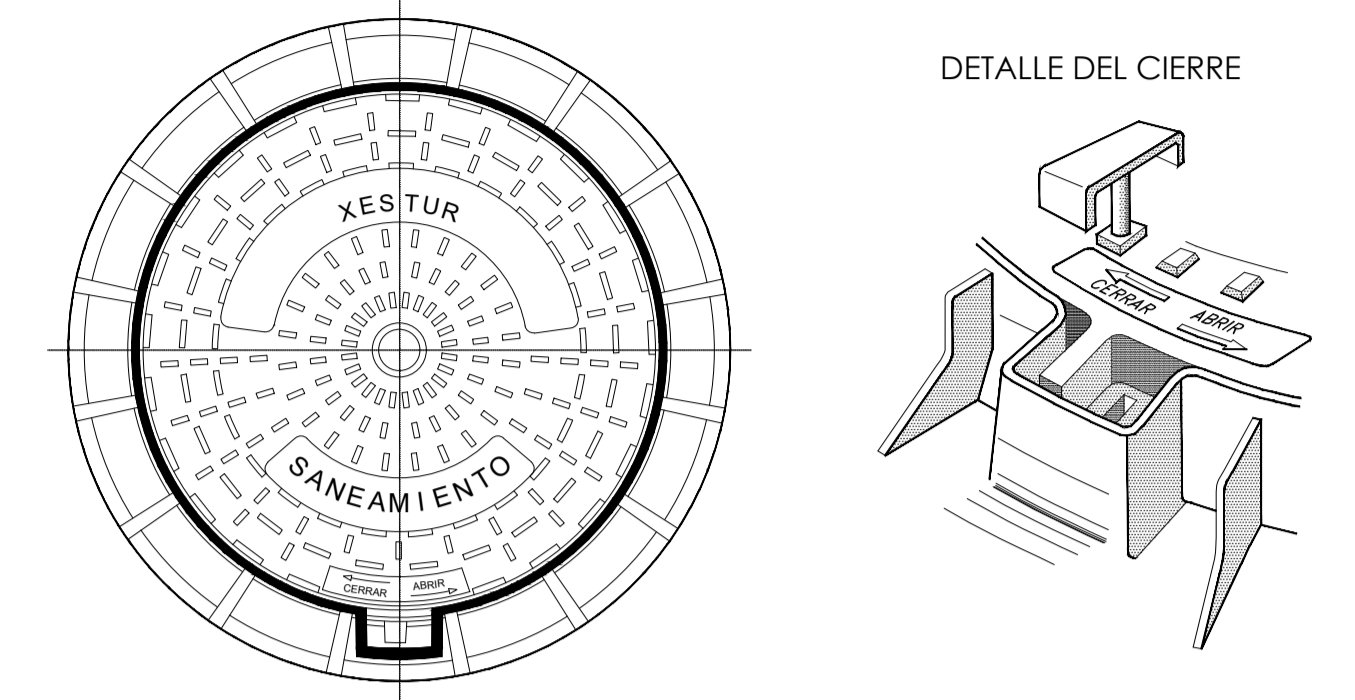 XESTUR
SANEAMIENTO
CERRAR ABRIR
DETALLE DEL CIERRE
CERRAR
ABRIR